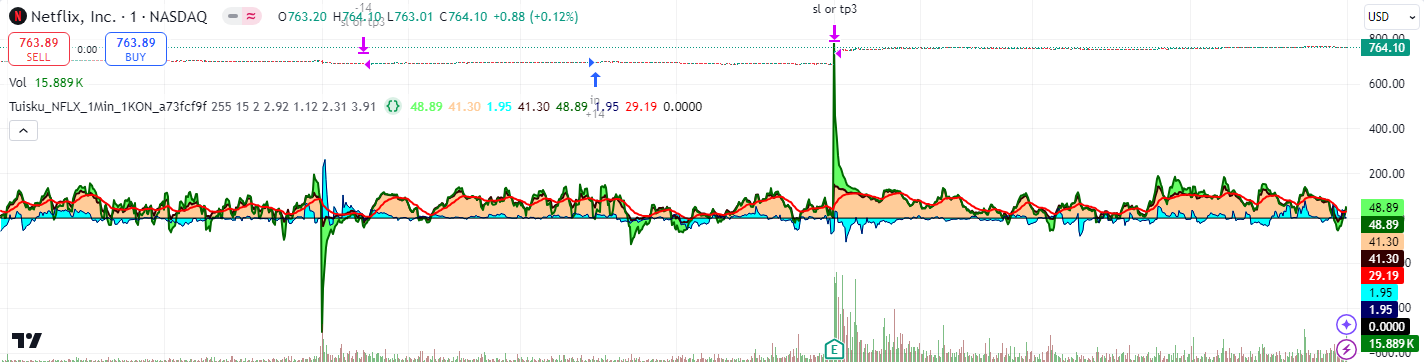 Netflix, Inc. · 1 · NASDAQ O763.20 H764.10 L763.01 C764.10 +0.88 (+0.12%)
-14
sl or tp3
sl or tp3
USD
763.89
SELL
0.00
763.89
BUY
800.00
764.10
Vol 15.889 K
600.00
Tuisku_NFLX_1Min_1KON_a73fcf9f 255 15 2 2.92 1.12 2.31 3.91 {} 48.89 41.30 1.95 41.30 48.89 1.95 29.19 0.0000
in
+14
400.00
200.00
48.89
48.89
41.30
41.30
29.19
1.95
1.95
0.0000
15.889 K
-600.00
E